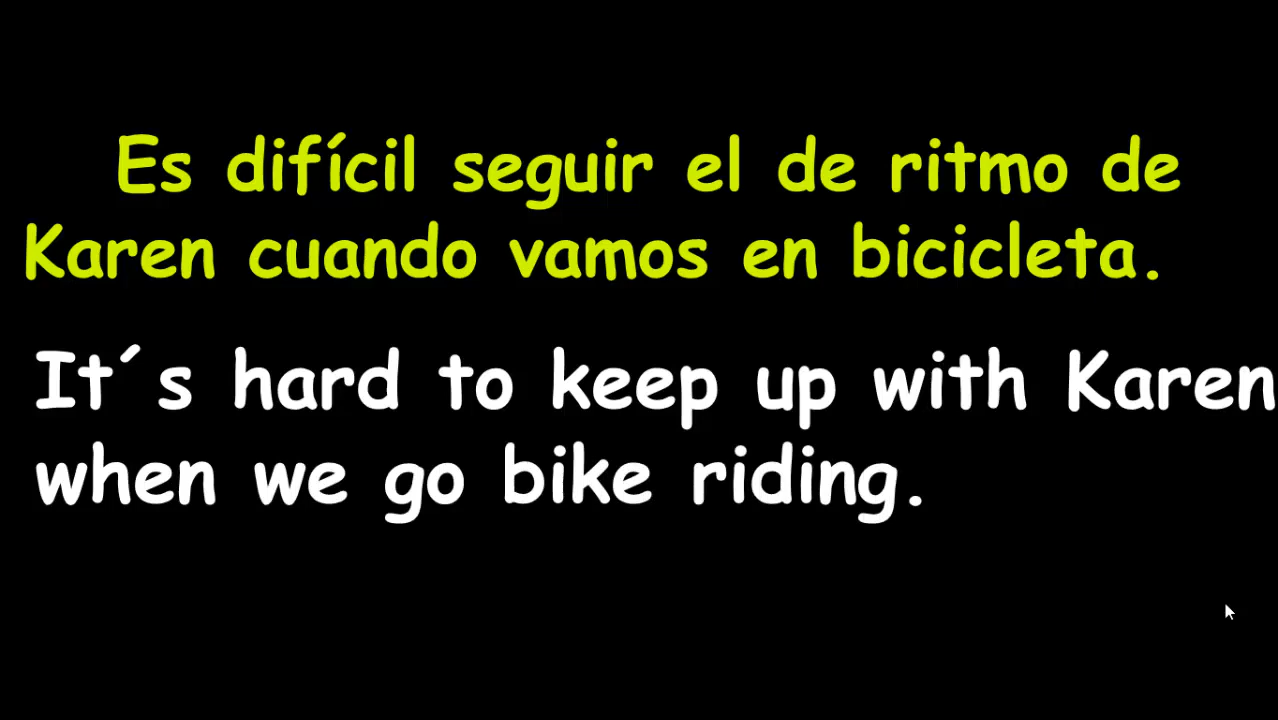 Es difícil seguir el de ritmo de
Karen cuando vamos en bicicleta.
It´s hard to keep up with Karen
when we go bike riding.